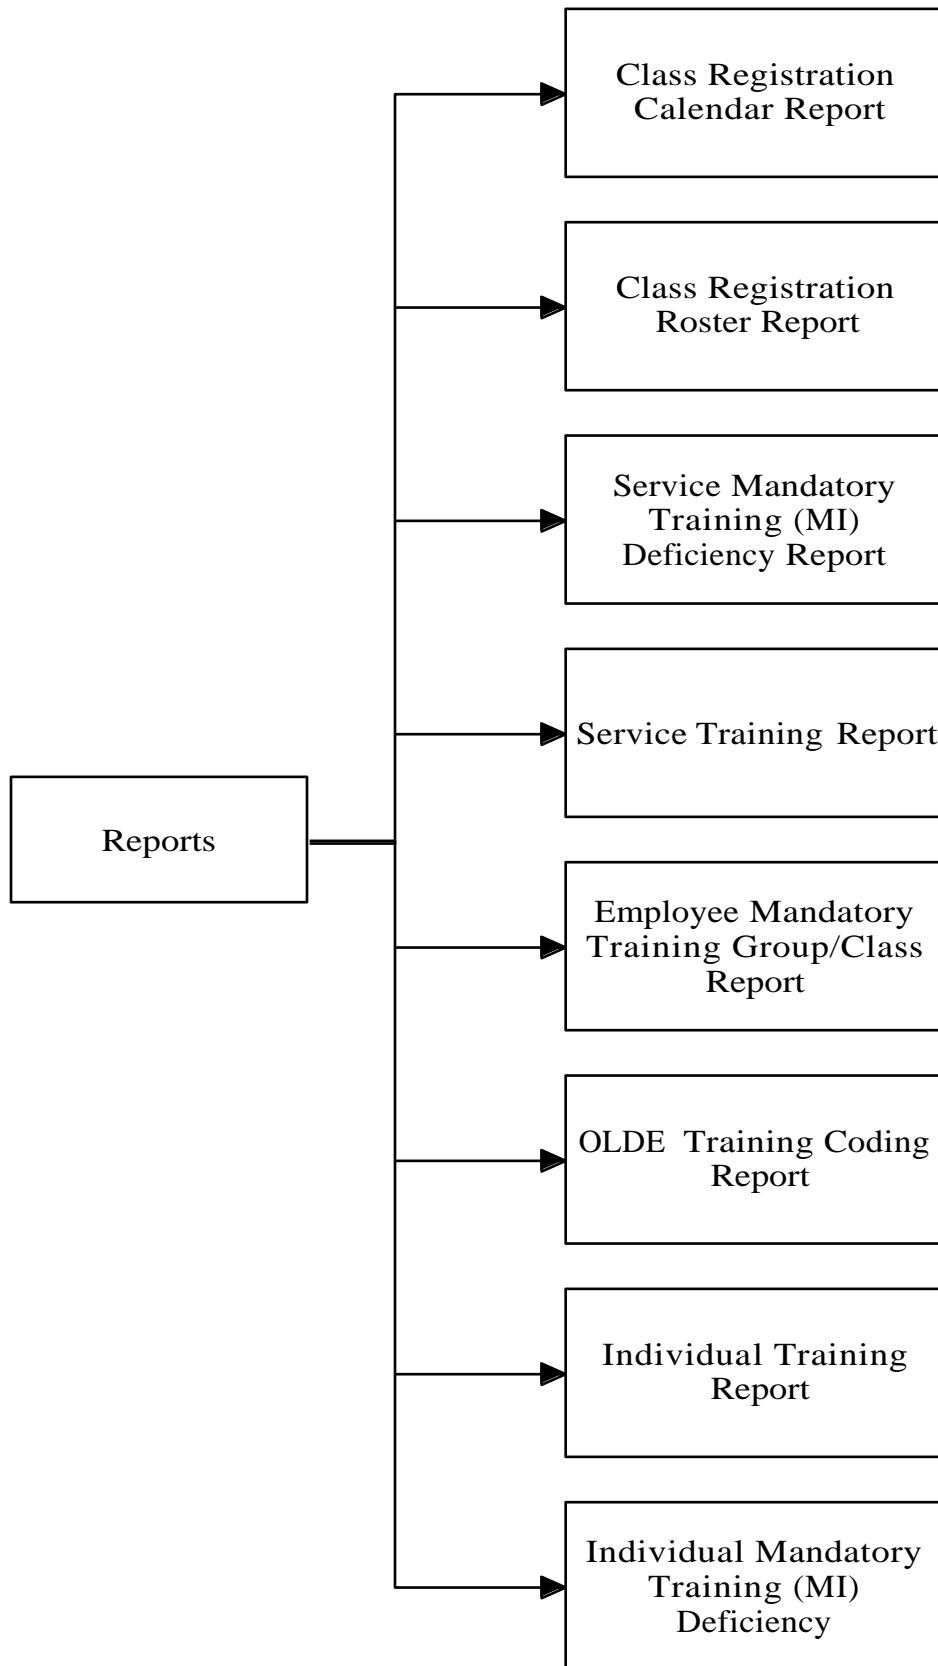 Class Registration
Calendar Report
Class Registration
Roster Report
Service Mandatory
Training (MI)
Deficiency Report
Service Training Report
Reports
Employee Mandatory
Training Group/Class
Report
OLDE Training Coding
Report
Individual Training
Report
Individual Mandatory
Training (MI)
Deficiency